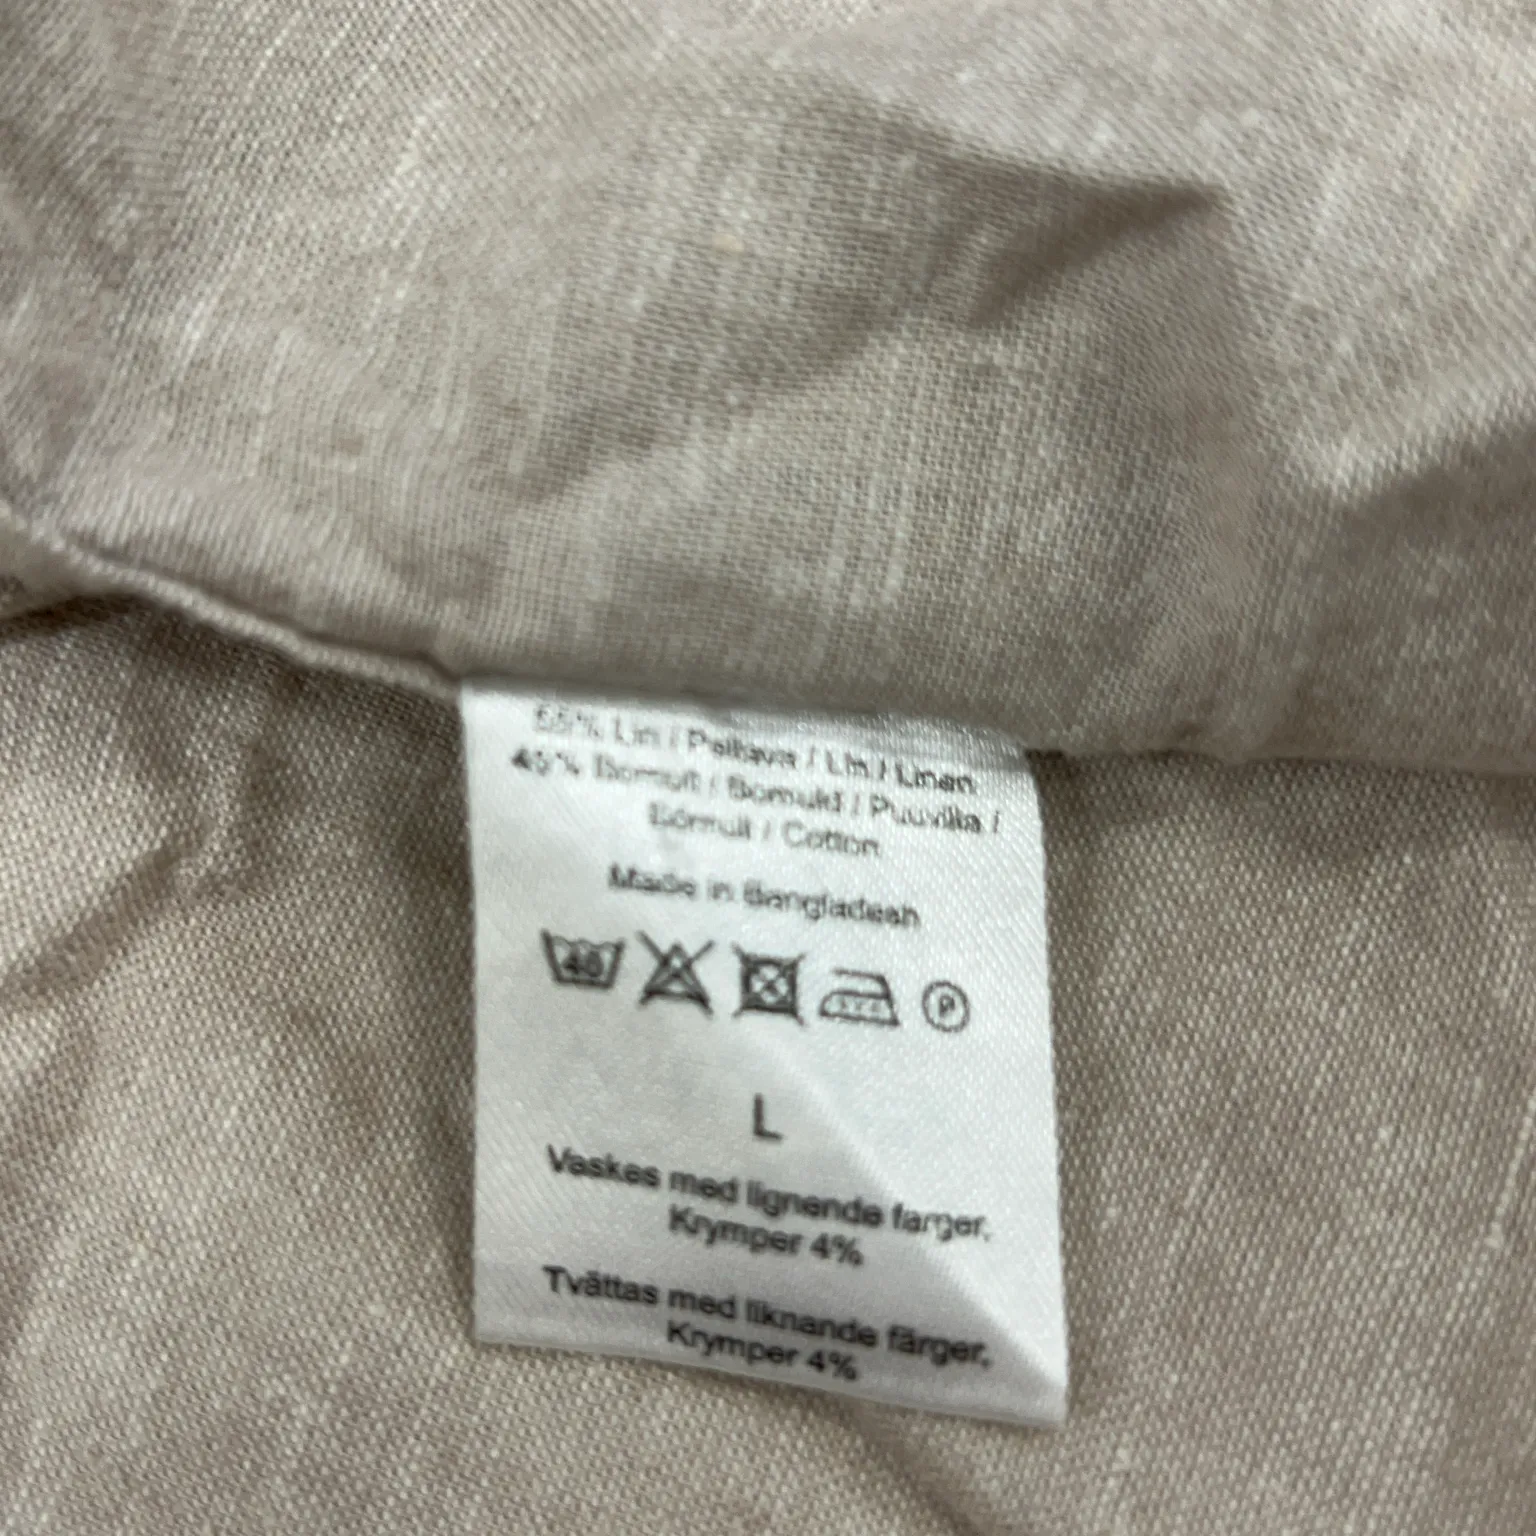 55% Lin / Pellava / Lin / Linen
45% Bomull / Bomuld / Puuvilla /
Bómull / Cotton
Made in Bangladesh
40
P
L
Vaskes med lignende farger.
Krymper 4%
Tvättas med liknande färger.
Krymper 4%